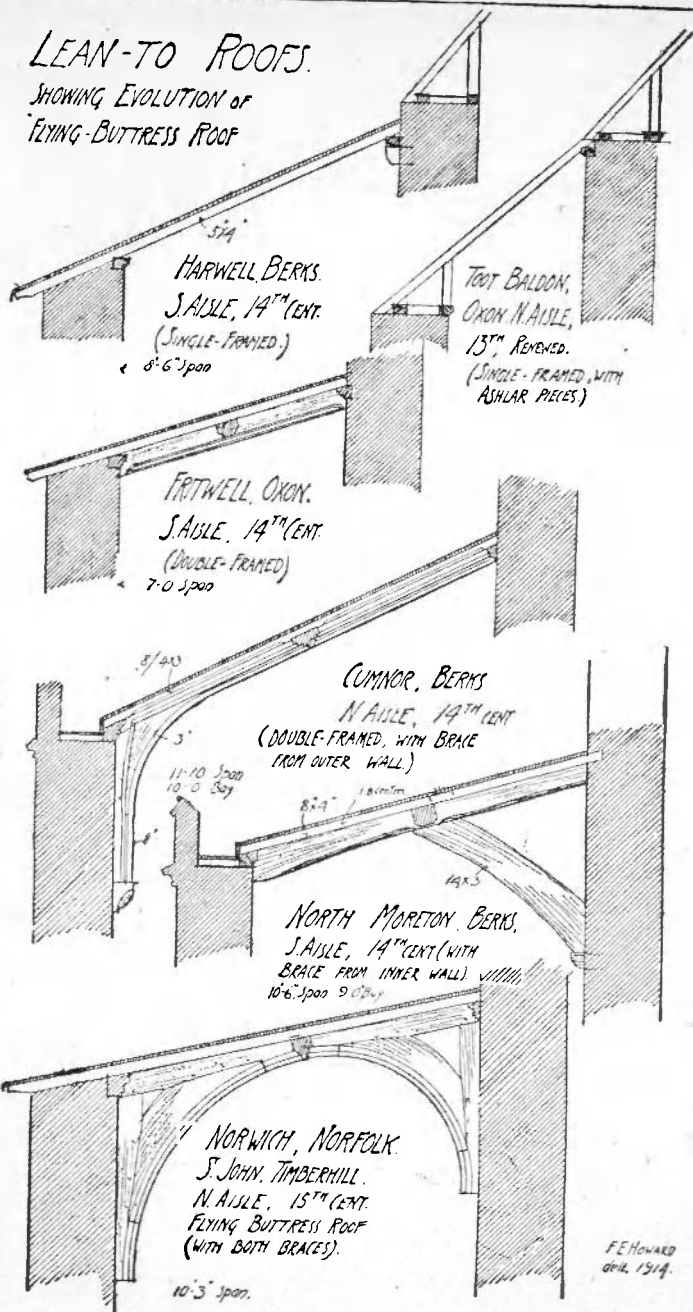 LEAN-TO ROOFS.
SHOWING EVOLUTION OF
FLYING-BUTTRESS ROOF
5"x4"
HARWELL, BERKS.
S. AISLE, 14TH CENT.
(SINGLE-FRAMED.)
8'-6" Span
TOOT BALDON,
OXON N AISLE,
13TH, RENEWED.
(SINGLE-FRAMED, WITH
ASHLAR PIECES.)
FRITWELL, OXON.
S. AISLE, 14TH CENT.
(DOUBLE-FRAMED)
7-0 Span
3"
CUMNOR, BERKS
N AISLE, 14TH CENT
(DOUBLE-FRAMED, WITH BRACE
FROM OUTER WALL.)
11-10 Span
10-0 Bay
8"x4"
14x3
NORTH MORETON, BERKS,
S. AISLE, 14TH CENT (WITH
BRACE FROM INNER WALL)
10'-6" Span 9'0 Bay
NORWICH, NORFOLK.
S. JOHN, TIMBERHILL.
N. AISLE, 15TH CENT.
FLYING BUTTRESS ROOF
(WITH BOTH BRACES).
10'-3" Span.
F E HOWARD
delt. 1914.